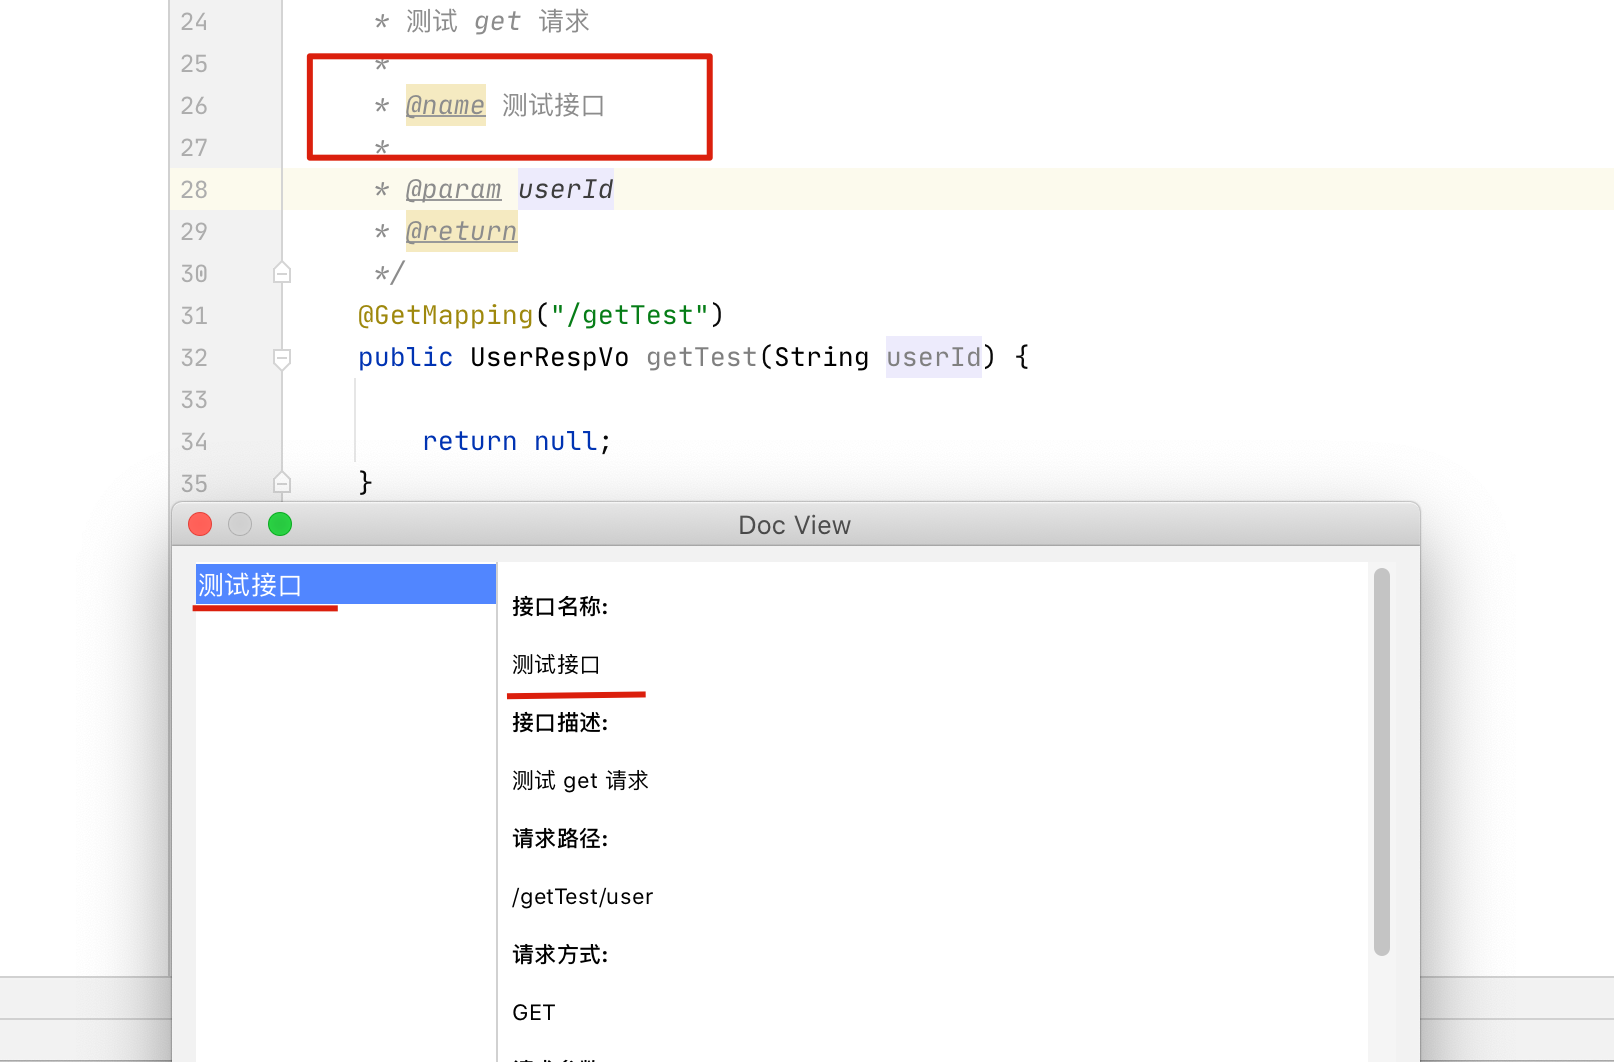 24 * 测试 get 请求
25 *
26 * @name 测试接口
27 *
28 * @param userId
29 * @return
30 */
31 @GetMapping("/getTest")
32 public UserRespVo getTest(String userId) {
33
34 return null;
35 }
Doc View
测试接口
接口名称:
测试接口
接口描述:
测试 get 请求
请求路径:
/getTest/user
请求方式:
GET